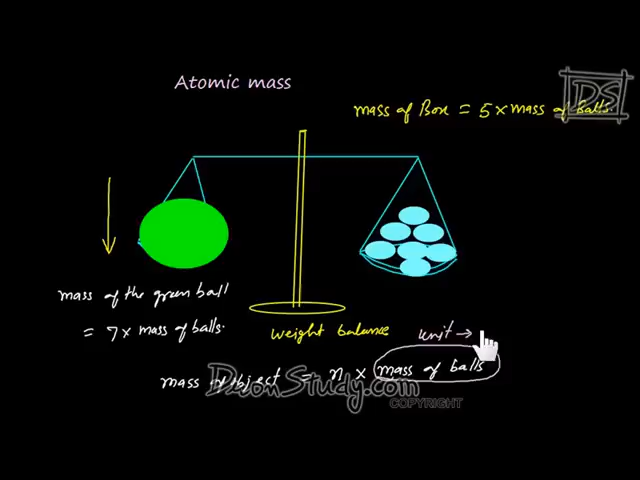 Atomic mass
DS
mass of Box = 5 × mass of balls.
mass of the green ball
= 7 × mass of balls.
weight balance
unit →
mass of object = n × mass of balls
DronStudy.com
COPYRIGHT